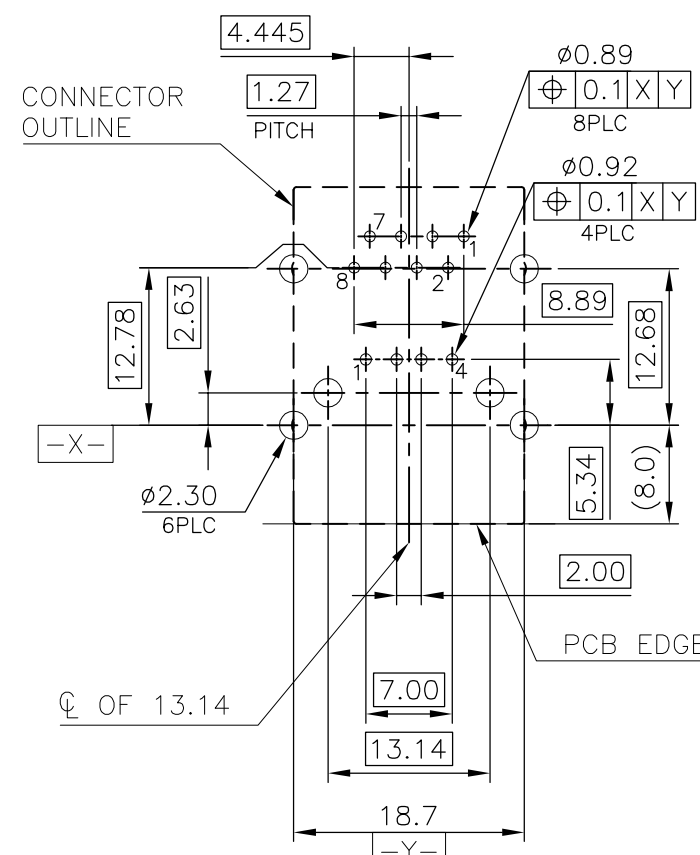 4.445
ø0.89
⌖ 0.1 X Y
8PLC
CONNECTOR
OUTLINE
1.27
PITCH
ø0.92
⌖ 0.1 X Y
4PLC
7
1
8
2
8.89
12.78
2.63
12.68
1
4
-X-
5.34
(8.0)
ø2.30
6PLC
2.00
PCB EDGE
7.00
℄ OF 13.14
13.14
18.7
-Y-